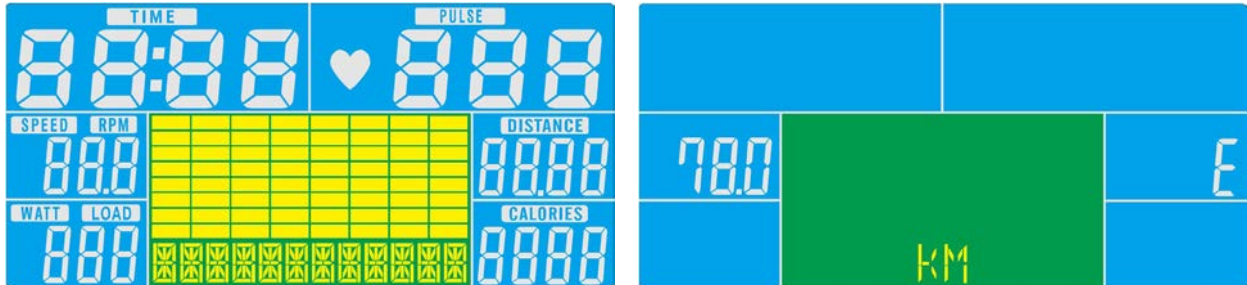 TIME PULSE
88:88 888
SPEED RPM DISTANCE
88.8 88.88
WATT LOAD CALORIES
888 8888
78.0 E
KM